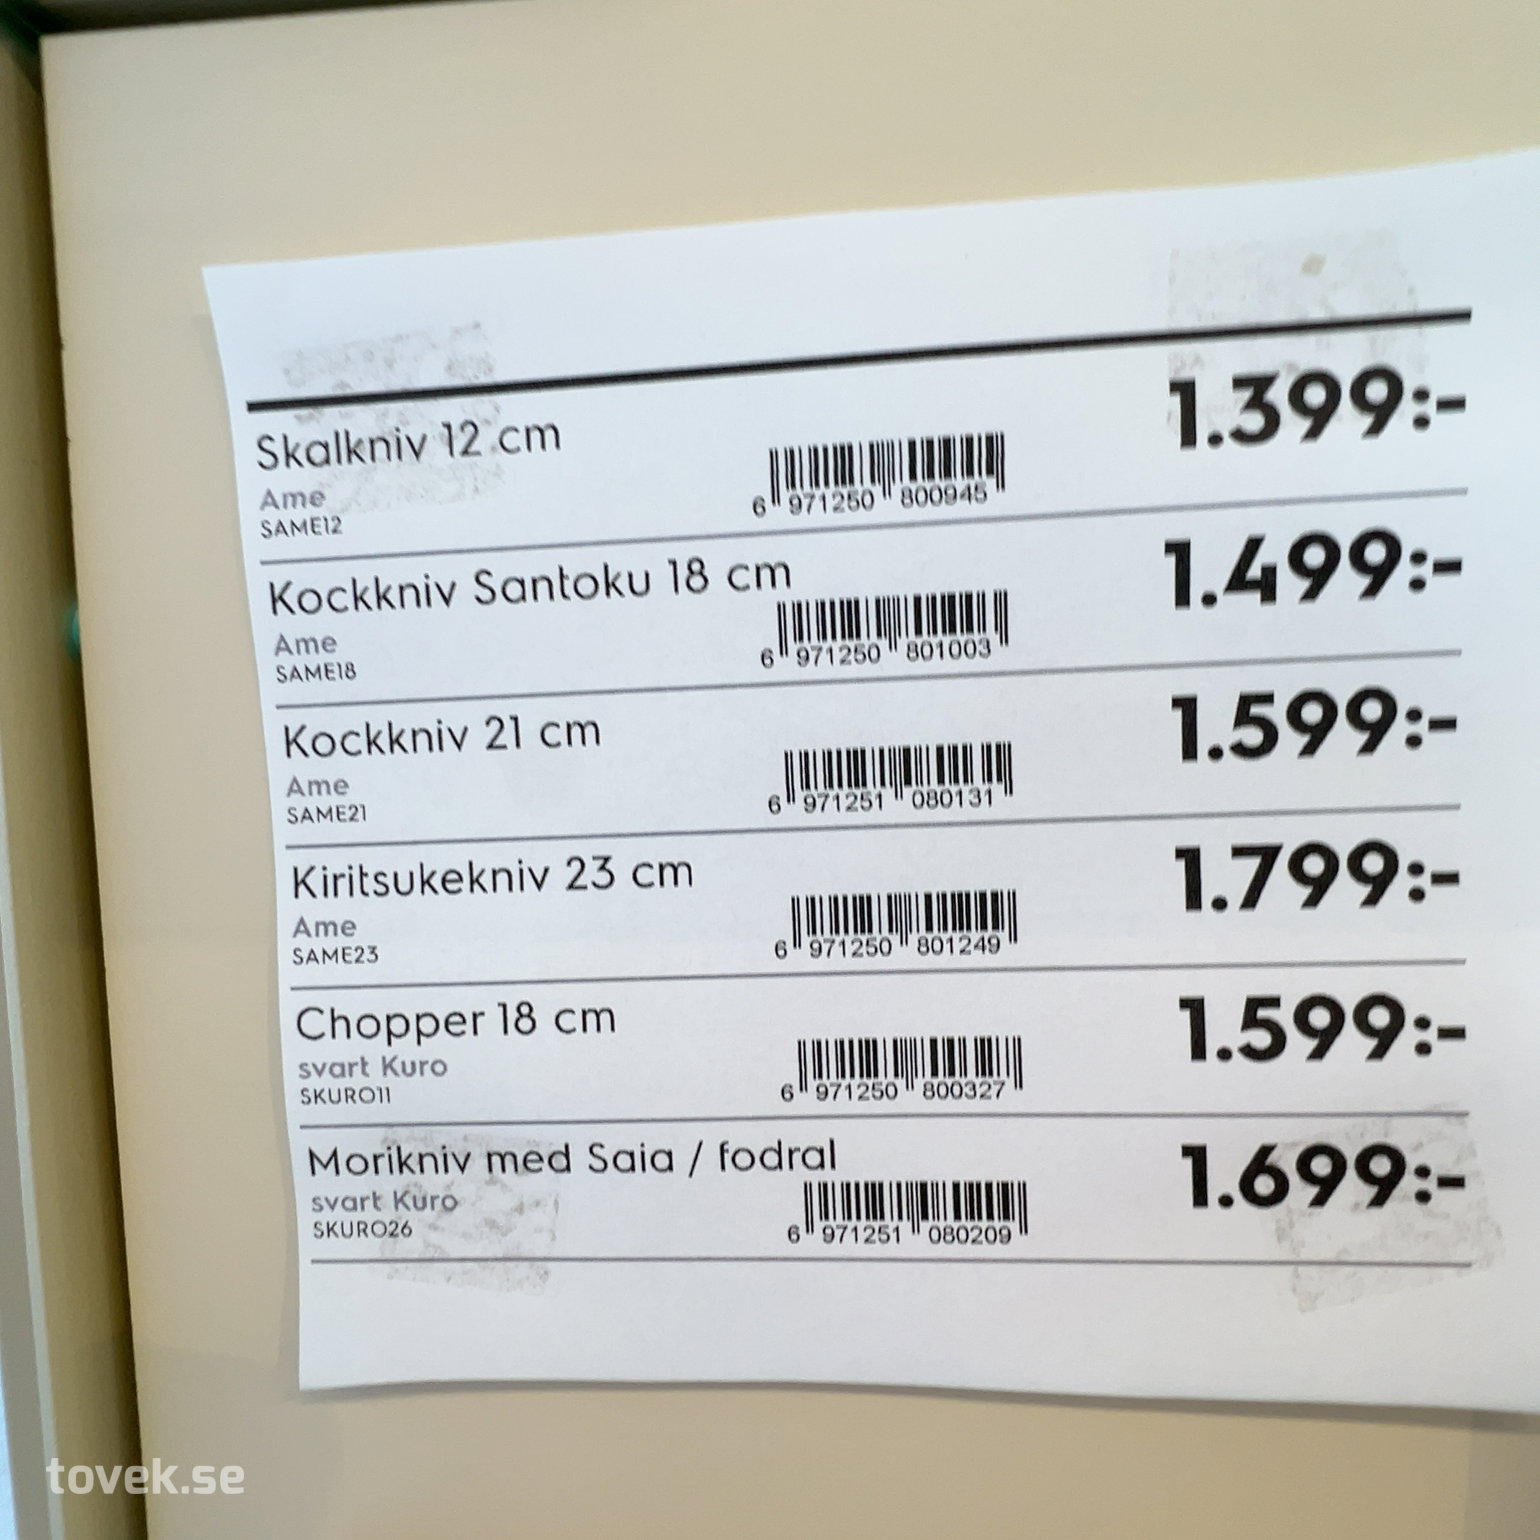 Skalkniv 12 cm
Ame
SAME12
6 971250 800945
1.399:-
Kockkniv Santoku 18 cm
Ame
SAME18
6 971250 801003
1.499:-
Kockkniv 21 cm
Ame
SAME21
6 971251 080131
1.599:-
Kiritsukekniv 23 cm
Ame
SAME23
6 971250 801249
1.799:-
Chopper 18 cm
svart Kuro
SKURO11
6 971250 800327
1.599:-
Morikniv med Saia / fodral
svart Kuro
SKURO26
6 971251 080209
1.699:-
tovek.se